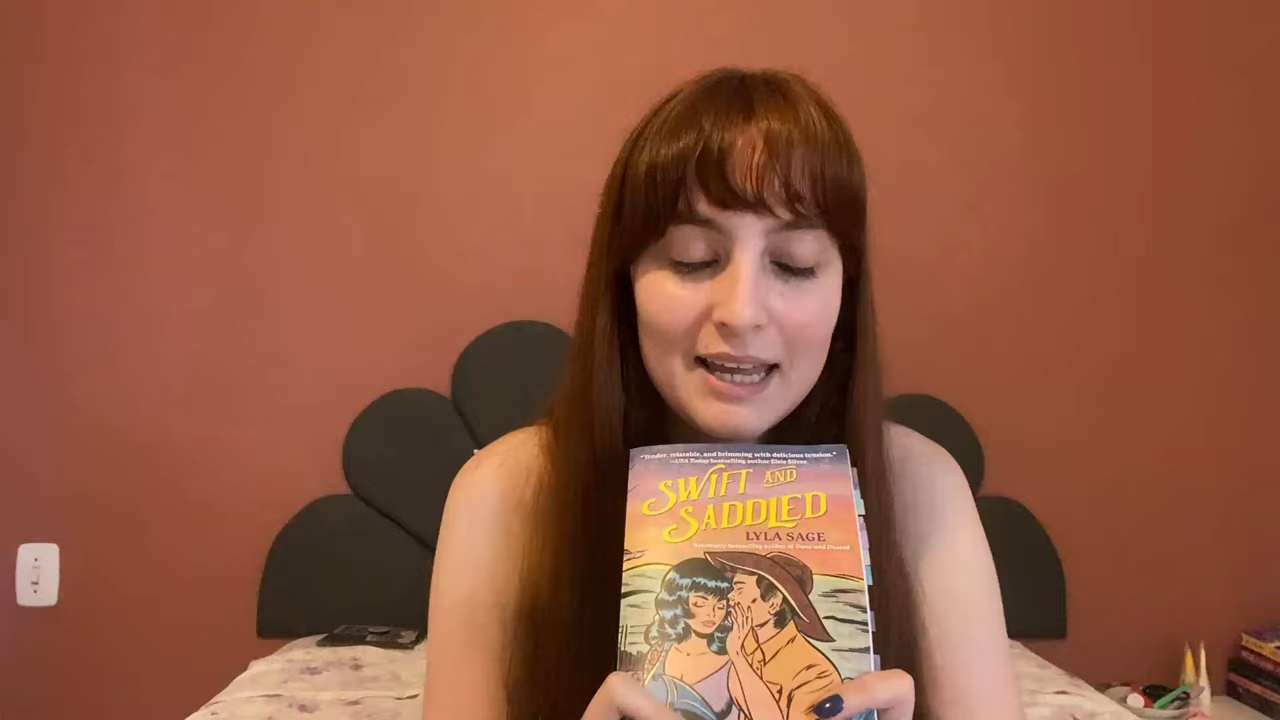 "Tender, relatable, and brimming with delicious tension."
—USA Today bestselling author Elsie Silver
SWIFT AND
SADDLED
LYLA SAGE
Nationally bestselling author of Done and Dusted